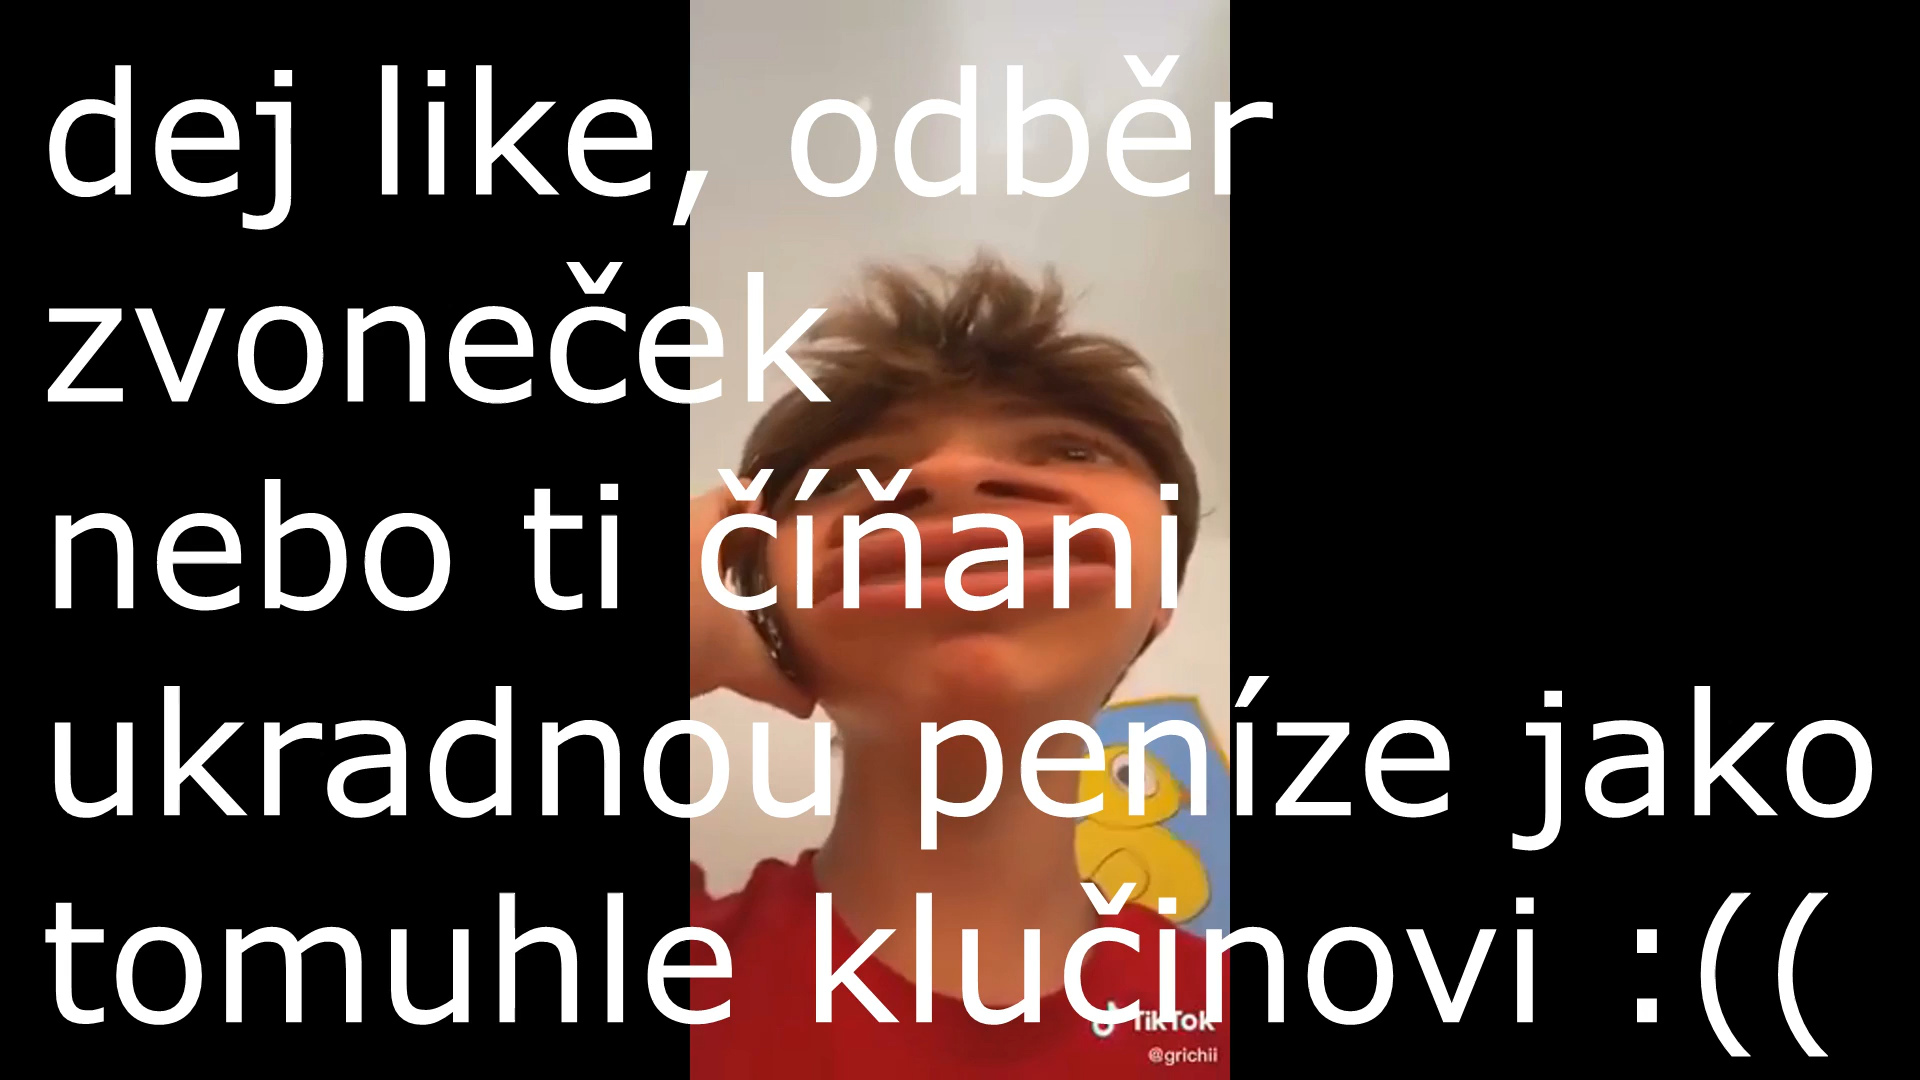 dej like, odběr
zvoneček
nebo ti číňani
ukradnou peníze jako
tomuhle klučinovi :((
TikTok
@grichii